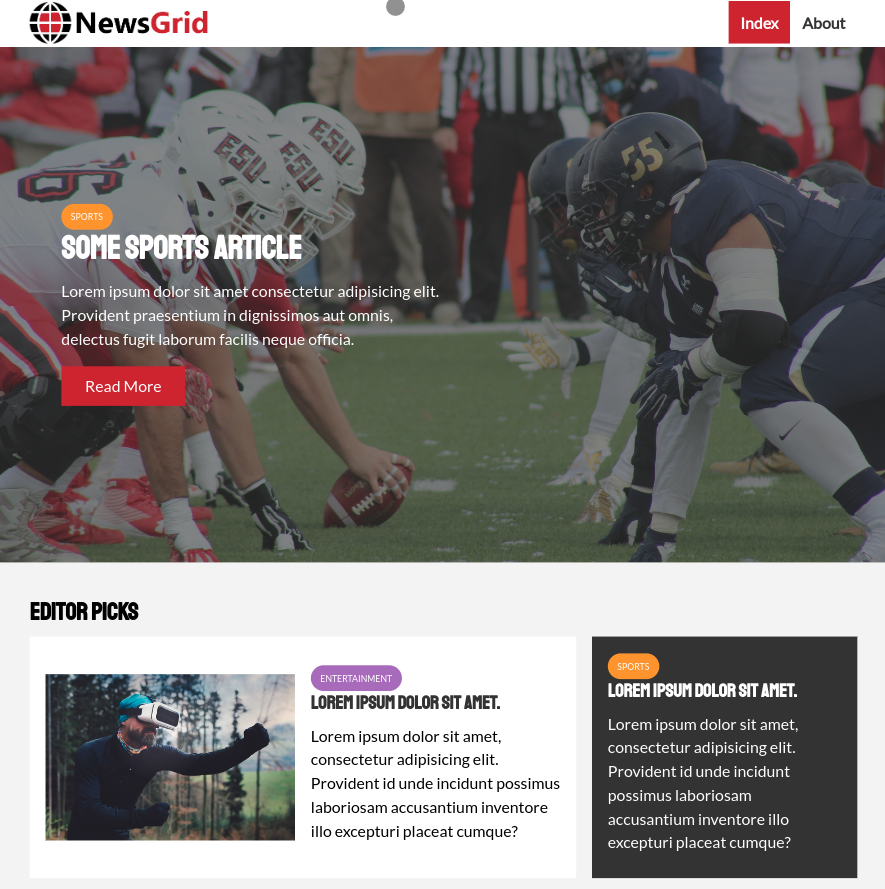 NewsGrid
Index
About
ESU
ESU
ESU
55
SPORTS
SOME SPORTS ARTICLE
Lorem ipsum dolor sit amet consectetur adipisicing elit.
Provident praesentium in dignissimos aut omnis,
delectus fugit laborum facilis neque officia.
Read More
EDITOR PICKS
ENTERTAINMENT
LOREM IPSUM DOLOR SIT AMET.
Lorem ipsum dolor sit amet,
consectetur adipisicing elit.
Provident id unde incidunt possimus
laboriosam accusantium inventore
illo excepturi placeat cumque?
SPORTS
LOREM IPSUM DOLOR SIT AMET.
Lorem ipsum dolor sit amet,
consectetur adipisicing elit.
Provident id unde incidunt
possimus laboriosam
accusantium inventore illo
excepturi placeat cumque?